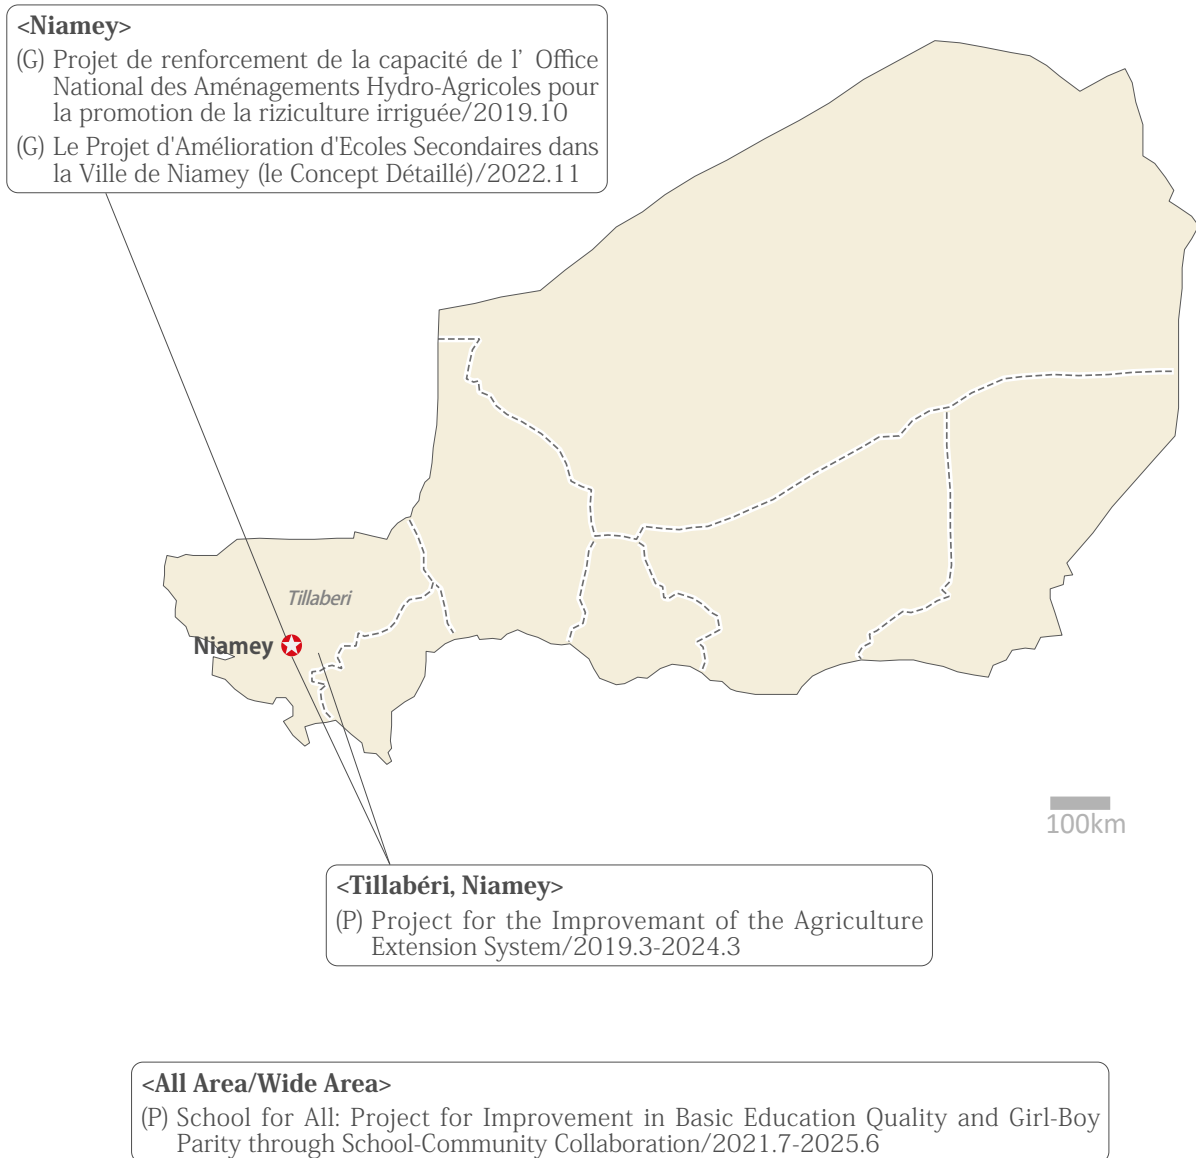 <Niamey>
(G) Projet de renforcement de la capacité de l’ Office
National des Aménagements Hydro-Agricoles pour
la promotion de la riziculture irriguée/2019.10
(G) Le Projet d'Amélioration d'Ecoles Secondaires dans
la Ville de Niamey (le Concept Détaillé)/2022.11
Tillaberi
Niamey
100km
<Tillabéri, Niamey>
(P) Project for the Improvemant of the Agriculture
Extension System/2019.3-2024.3
<All Area/Wide Area>
(P) School for All: Project for Improvement in Basic Education Quality and Girl-Boy
Parity through School-Community Collaboration/2021.7-2025.6